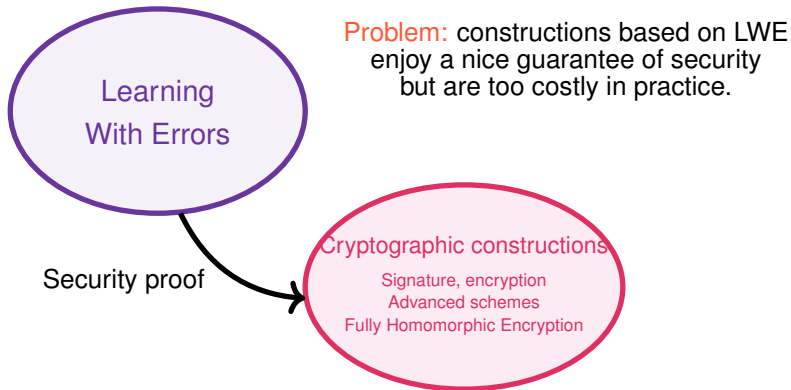 Problem: constructions based on LWE
enjoy a nice guarantee of security
but are too costly in practice.
Learning
With Errors
Security proof
Cryptographic constructions
Signature, encryption
Advanced schemes
Fully Homomorphic Encryption